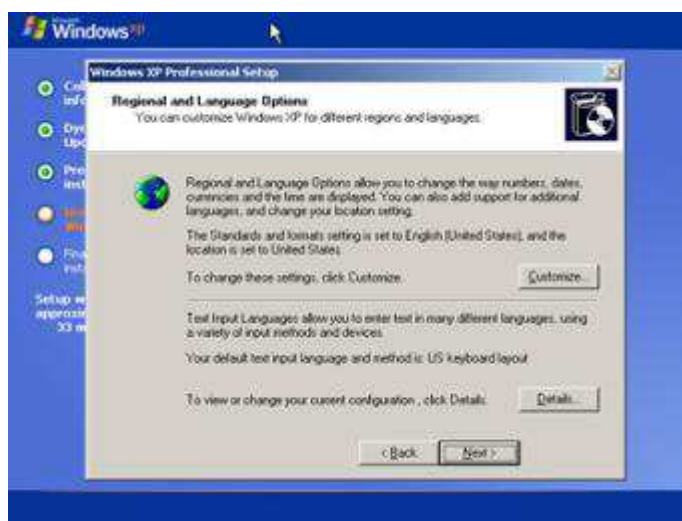 Windows xp
Windows XP Professional Setup
Regional and Language Options
You can customize Windows XP for different regions and languages.
Regional and Language Options allow you to change the way numbers, dates,
currencies and the time are displayed. You can also add support for additional
languages, and change your location setting.
The Standards and formats setting is set to English (United States), and the
location is set to United States.
To change these settings, click Customize.
Customize...
Text Input Languages allow you to enter text in many different languages, using
a variety of input methods and devices.
Your default text input language and method is: US keyboard layout
To view or change your current configuration , click Details.
Details...
< Back
Next >
Setup
33